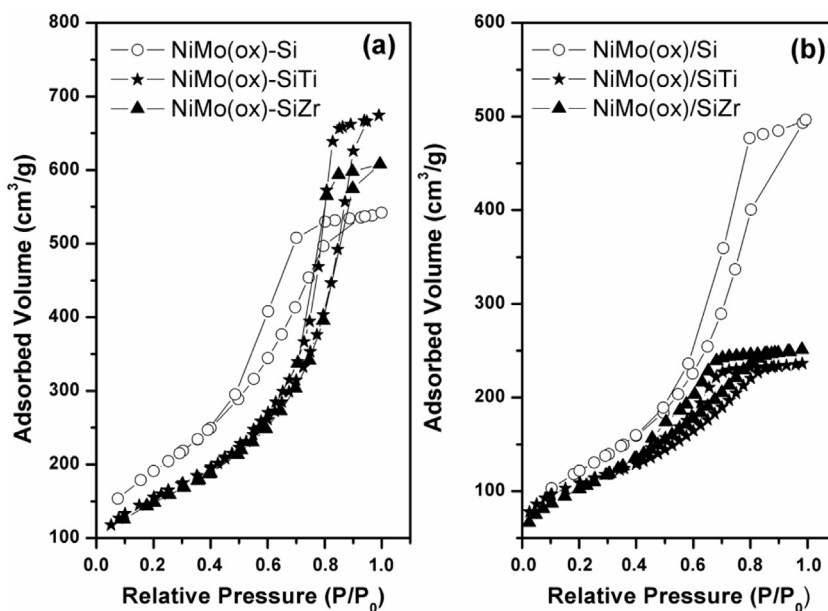 800
700
600
500
400
300
200
100
Adsorbed Volume (cm³/g)
NiMo(ox)-Si
NiMo(ox)-SiTi
NiMo(ox)-SiZr
(a)
0.0 0.2 0.4 0.6 0.8 1.0
Relative Pressure (P/P₀)
600
500
400
300
200
100
0
Adsorbed Volume (cm³/g)
NiMo(ox)/Si
NiMo(ox)/SiTi
NiMo(ox)/SiZr
(b)
0.0 0.2 0.4 0.6 0.8 1.0
Relative Pressure (P/P₀)